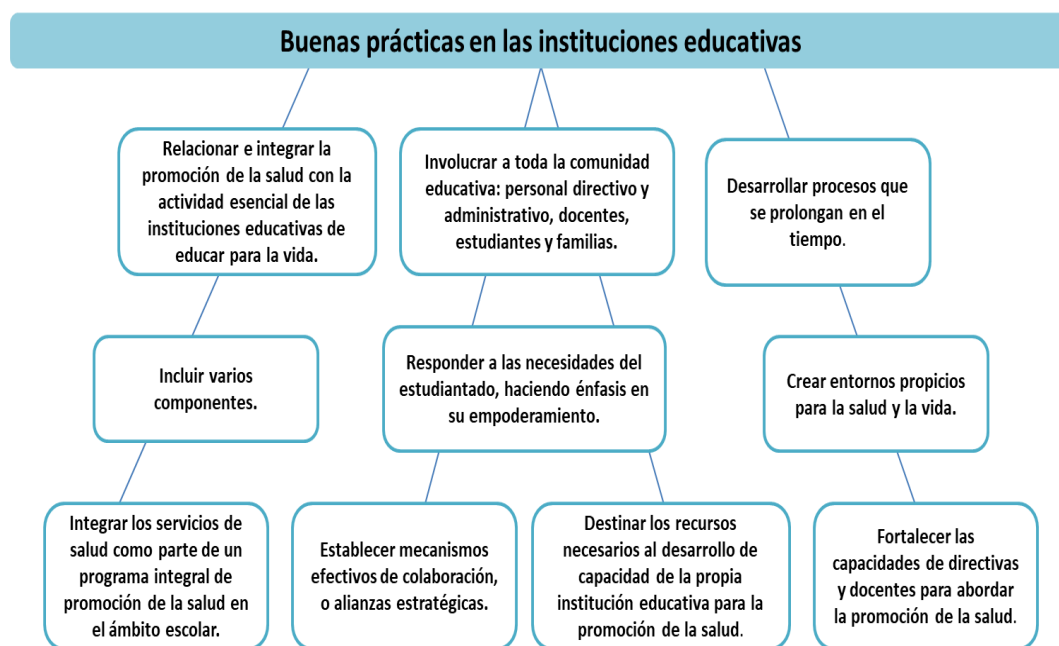 Buenas prácticas en las instituciones educativas
Relacionar e integrar la
promoción de la salud con la
actividad esencial de las
instituciones educativas de
educar para la vida.
Involucrar a toda la comunidad
educativa: personal directivo y
administrativo, docentes,
estudiantes y familias.
Desarrollar procesos que
se prolongan en el
tiempo.
Incluir varios
componentes.
Responder a las necesidades del
estudiantado, haciendo énfasis en
su empoderamiento.
Crear entornos propicios
para la salud y la vida.
Integrar los servicios de
salud como parte de un
programa integral de
promoción de la salud en
el ámbito escolar.
Establecer mecanismos
efectivos de colaboración,
o alianzas estratégicas.
Destinar los recursos
necesarios al desarrollo de
capacidad de la propia
institución educativa para la
promoción de la salud.
Fortalecer las
capacidades de directivas
y docentes para abordar
la promoción de la salud.